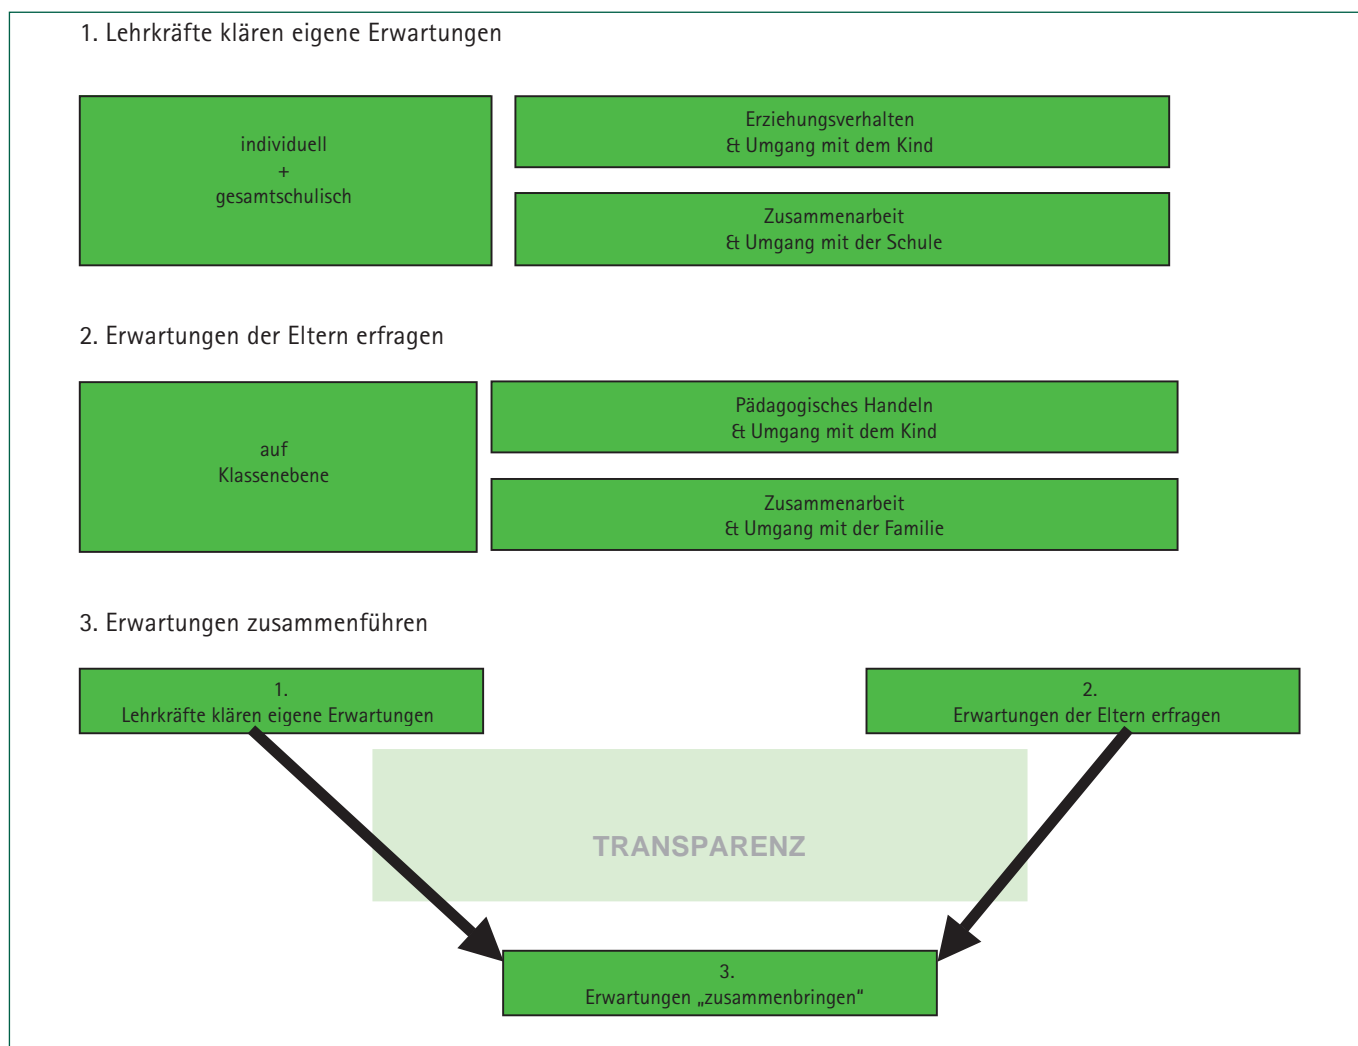 1. Lehrkräfte klären eigene Erwartungen
individuell
+
gesamtschulisch
Erziehungsverhalten
& Umgang mit dem Kind
Zusammenarbeit
& Umgang mit der Schule
2. Erwartungen der Eltern erfragen
auf
Klassenebene
Pädagogisches Handeln
& Umgang mit dem Kind
Zusammenarbeit
& Umgang mit der Familie
3. Erwartungen zusammenführen
1.
Lehrkräfte klären eigene Erwartungen
2.
Erwartungen der Eltern erfragen
TRANSPARENZ
3.
Erwartungen „zusammenbringen“